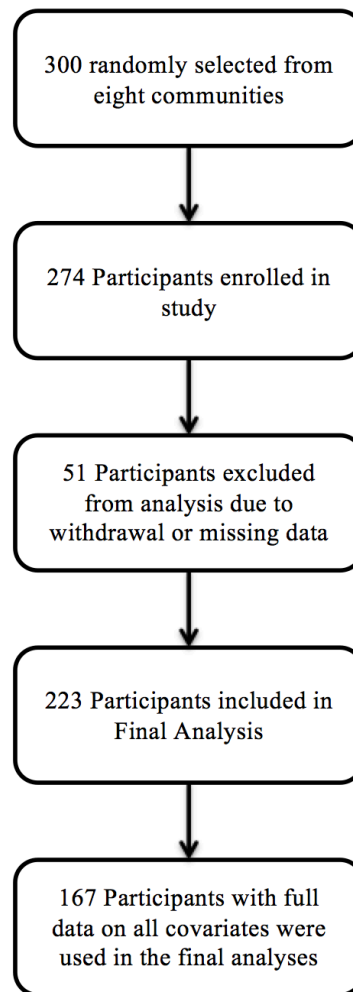 300 randomly selected from
eight communities
274 Participants enrolled in
study
51 Participants excluded
from analysis due to
withdrawal or missing data
223 Participants included in
Final Analysis
167 Participants with full
data on all covariates were
used in the final analyses